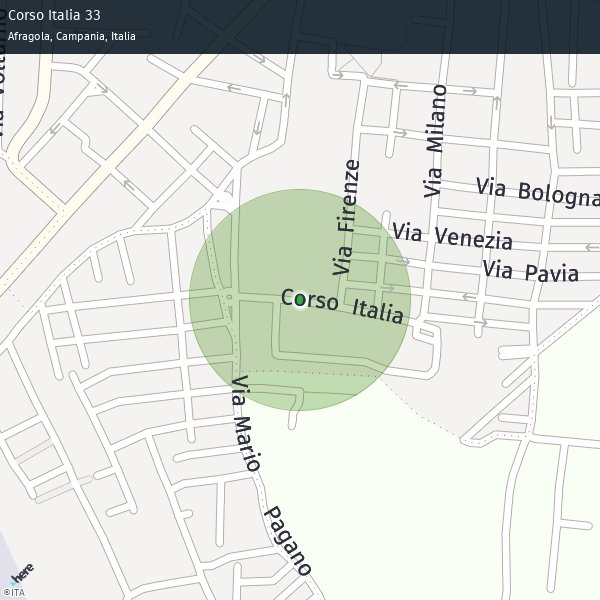 Corso Italia 33
Afragola, Campania, Italia
Via Volturno
Via Milano
Via Firenze
Via Bologna
Via Venezia
Via Pavia
Corso Italia
Via Mario Pagano
here
©ITA